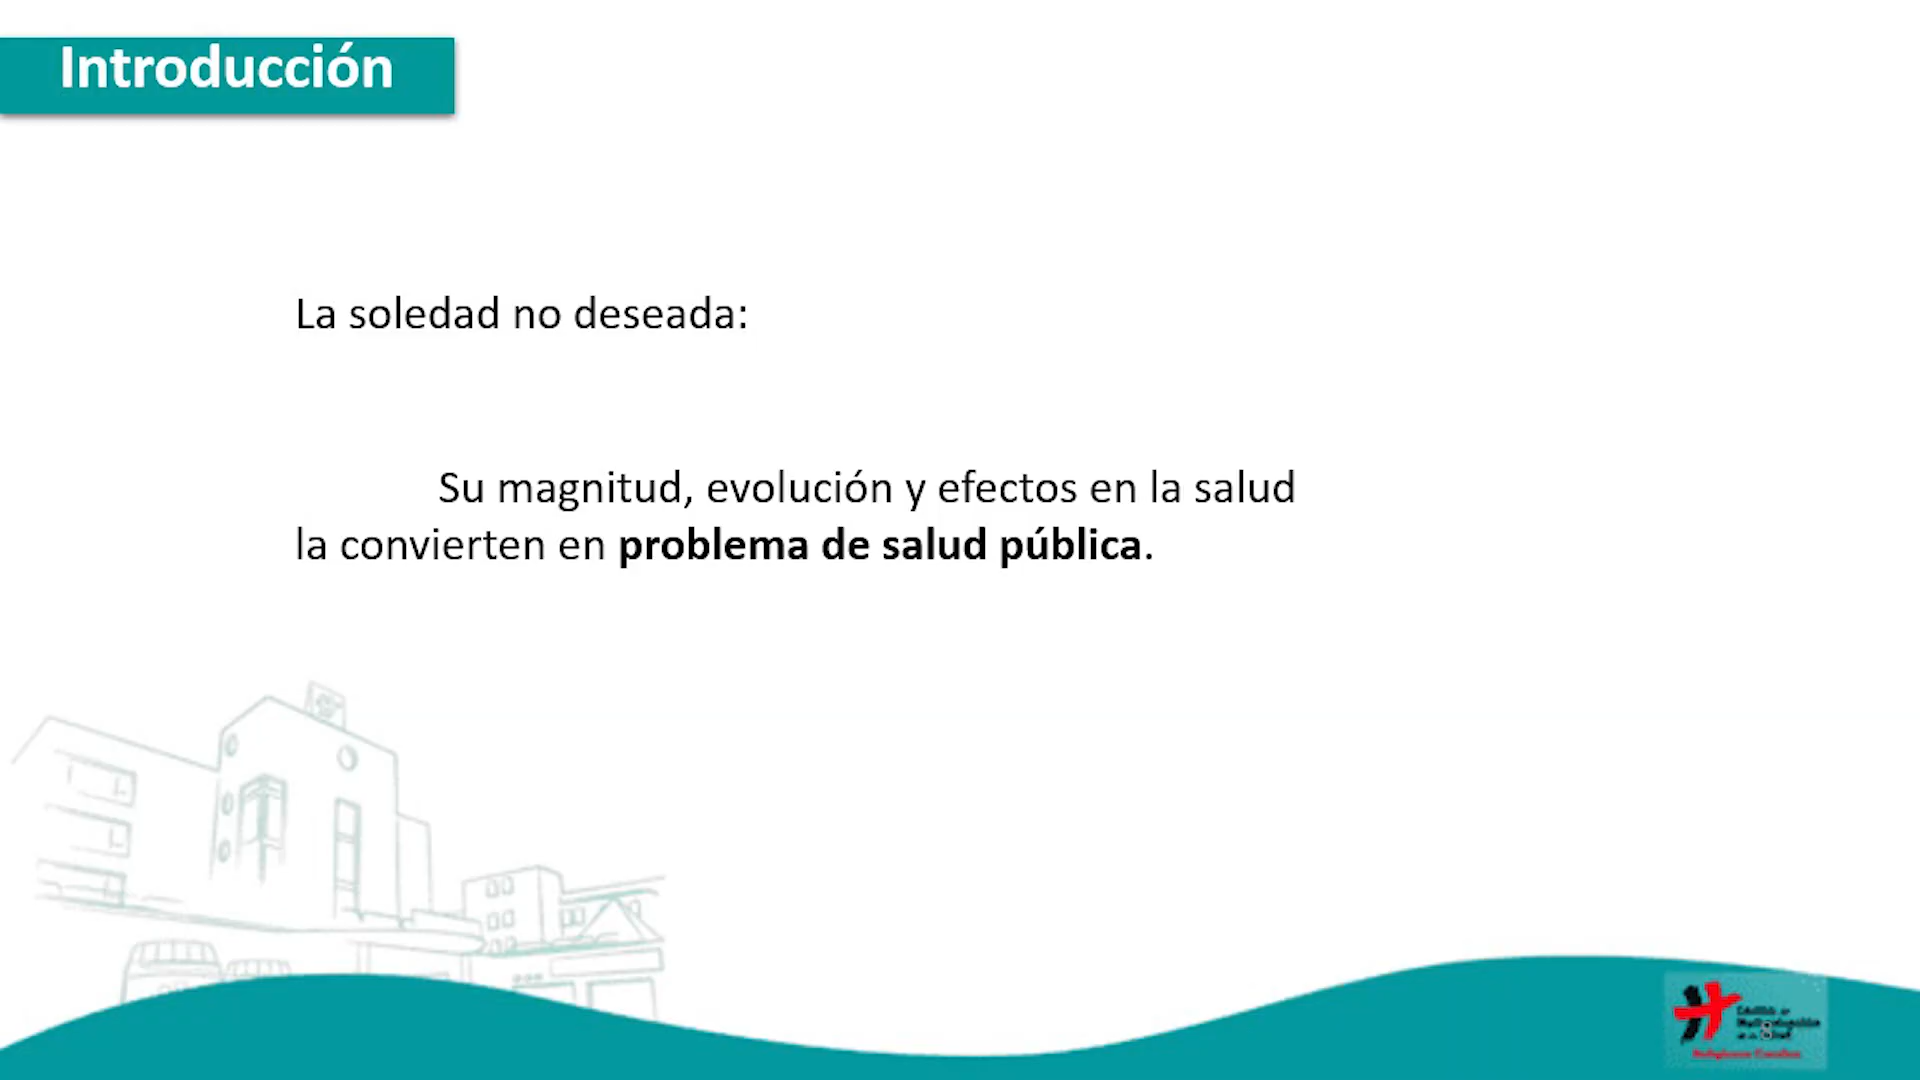 Introducción
La soledad no deseada:
Su magnitud, evolución y efectos en la salud
la convierten en problema de salud pública.
8